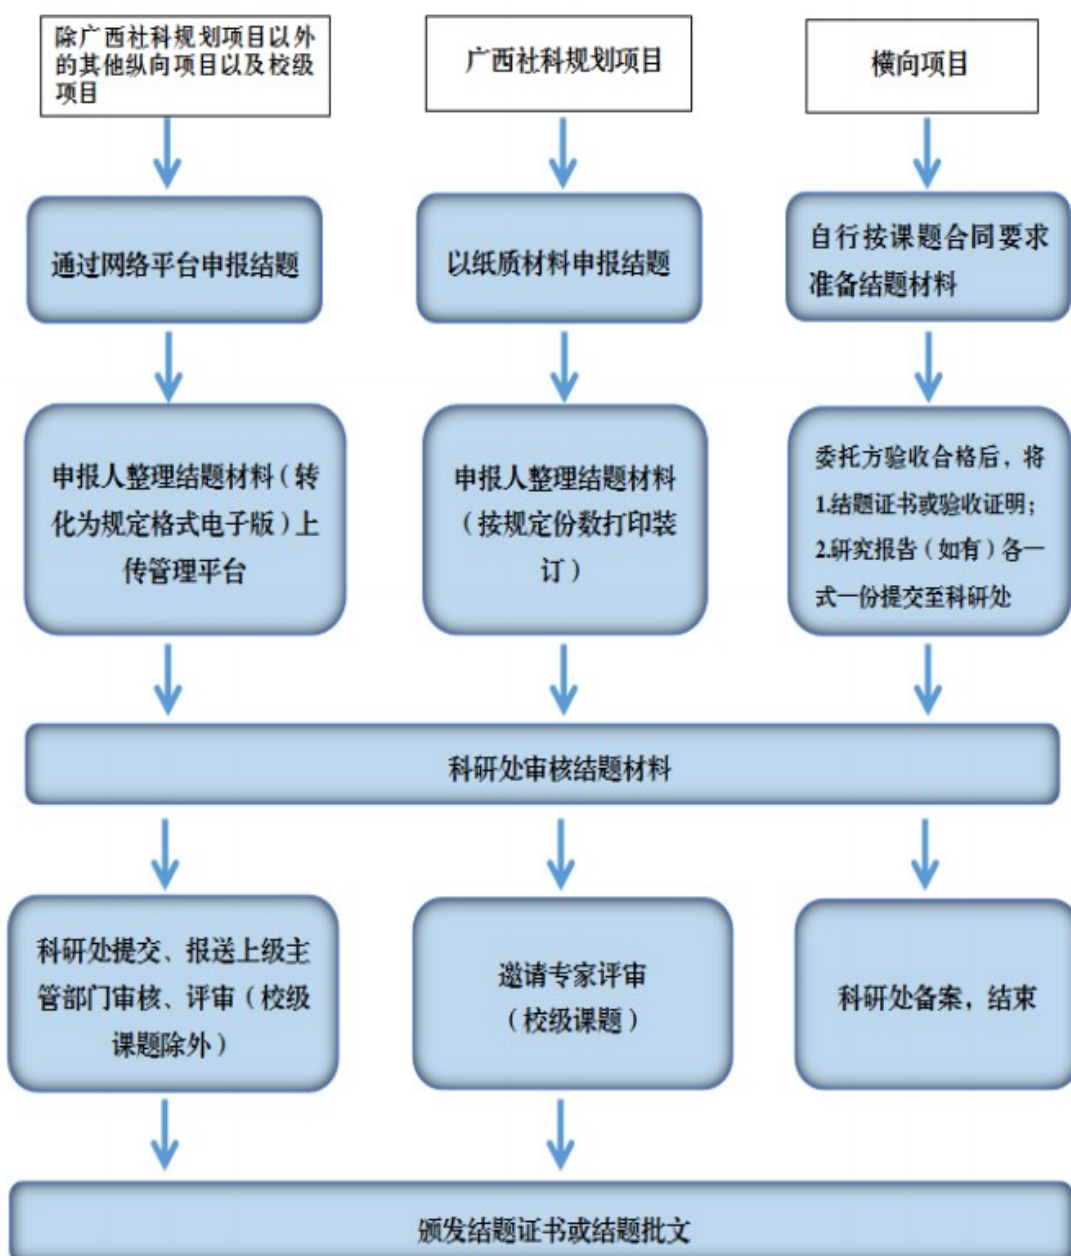 除广西社科规划项目以外
的其他纵向项目以及校级
项目
广西社科规划项目
横向项目
通过网络平台申报结题
以纸质材料申报结题
自行按课题合同要求
准备结题材料
申报人整理结题材料（转
化为规定格式电子版）上
传管理平台
申报人整理结题材料
（按规定份数打印装
订）
委托方验收合格后，将
1.结题证书或验收证明；
2.研究报告（如有）各一
式一份提交至科研处
科研处审核结题材料
科研处提交、报送上级主
管部门审核、评审（校级
课题除外）
邀请专家评审
（校级课题）
科研处备案，结束
颁发结题证书或结题批文